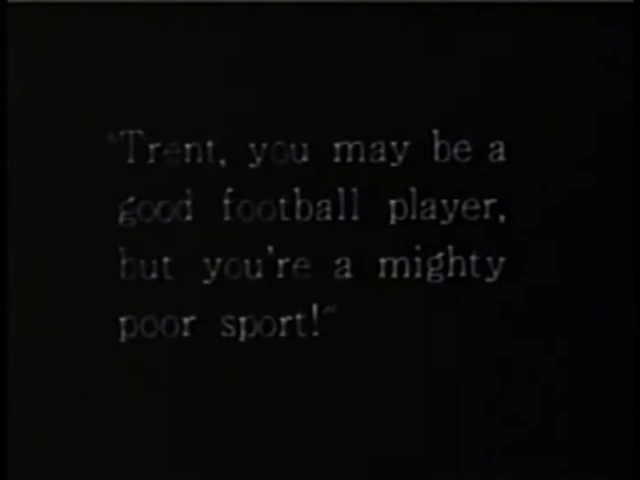 "Trent, you may be a
good football player,
but you're a mighty
poor sport!"